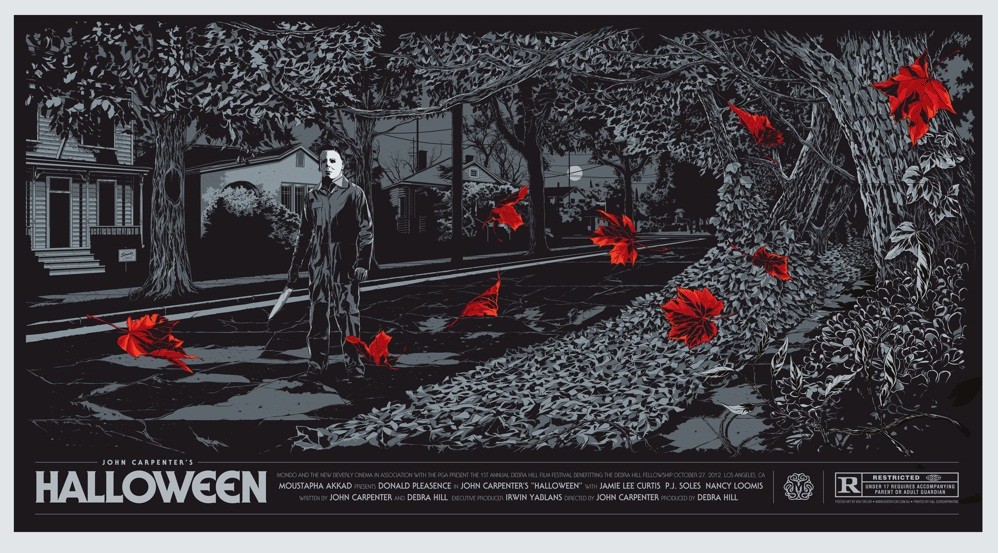 JOHN CARPENTER'S
HALLOWEEN
MONDO AND THE NEW BEVERLY CINEMA IN ASSOCIATION WITH THE PGA PRESENT THE 1ST ANNUAL DEBRA HILL FILM FESTIVAL BENEFITTING THE DEBRA HILL FELLOWSHIP OCTOBER 27 2012 LOS ANGELES, CA
MOUSTAPHA AKKAD PRESENTS DONALD PLEASENCE IN JOHN CARPENTER'S "HALLOWEEN" WITH JAMIE LEE CURTIS P.J. SOLES NANCY LOOMIS
WRITTEN BY JOHN CARPENTER AND DEBRA HILL EXECUTIVE PRODUCER IRWIN YABLANS DIRECTED BY JOHN CARPENTER PRODUCED BY DEBRA HILL
R RESTRICTED
UNDER 17 REQUIRES ACCOMPANYING
PARENT OR ADULT GUARDIAN